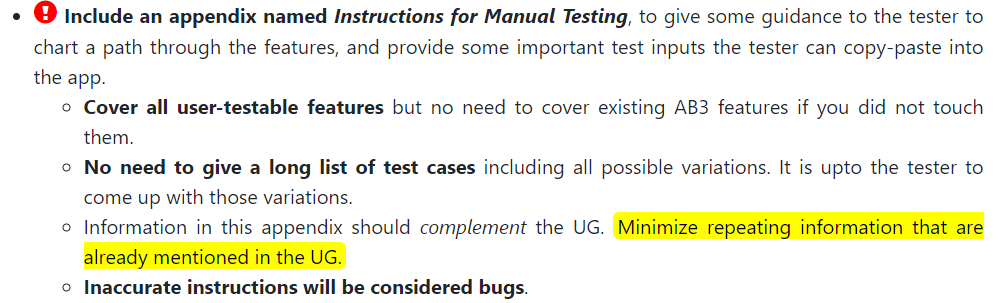 • ! Include an appendix named Instructions for Manual Testing, to give some guidance to the tester to
chart a path through the features, and provide some important test inputs the tester can copy-paste into
the app.
◦ Cover all user-testable features but no need to cover existing AB3 features if you did not touch
them.
◦ No need to give a long list of test cases including all possible variations. It is upto the tester to
come up with those variations.
◦ Information in this appendix should complement the UG. Minimize repeating information that are
already mentioned in the UG.
◦ Inaccurate instructions will be considered bugs.